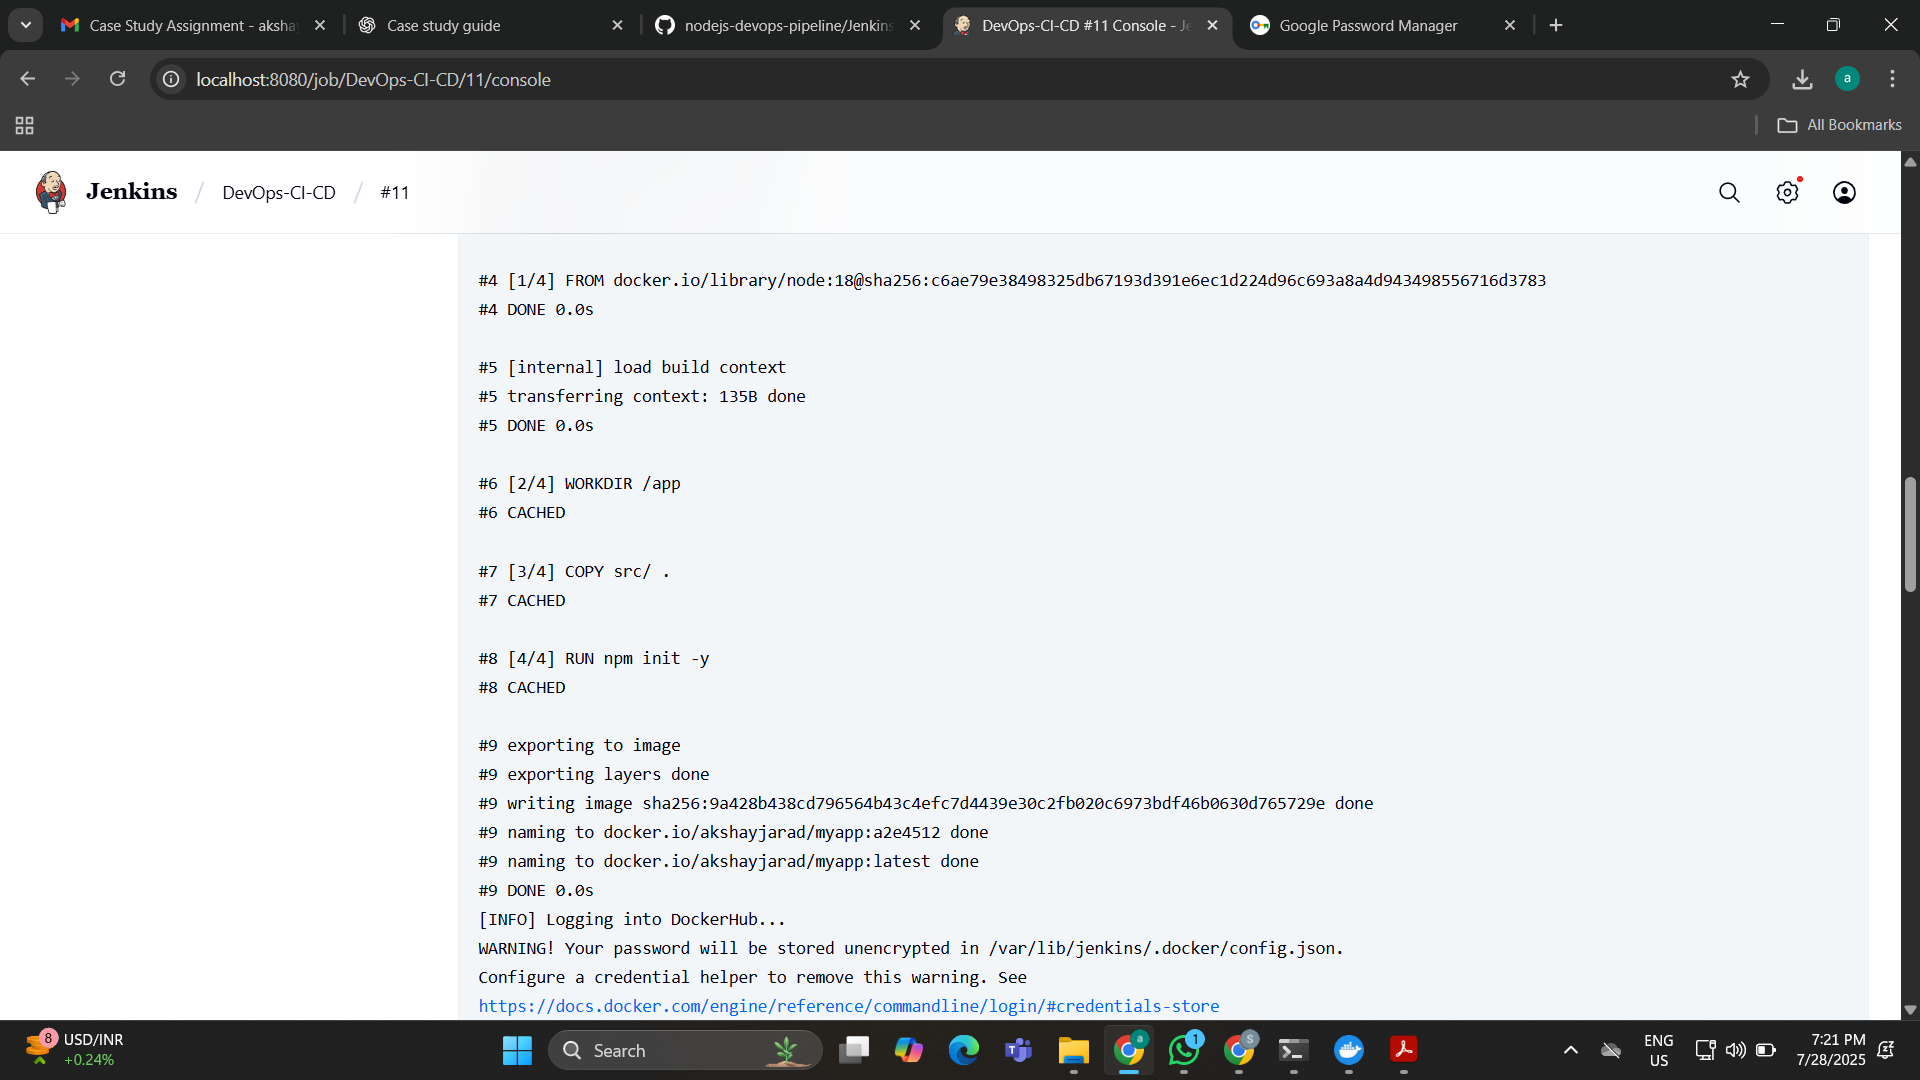 Case Study Assignment - aksha
Case study guide
nodejs-devops-pipeline/Jenkins
DevOps-CI-CD #11 Console - Je
Google Password Manager
localhost:8080/job/DevOps-CI-CD/11/console
a
All Bookmarks
Jenkins / DevOps-CI-CD / #11
#4 [1/4] FROM docker.io/library/node:18@sha256:c6ae79e38498325db67193d391e6ec1d224d96c693a8a4d943498556716d3783
#4 DONE 0.0s
#5 [internal] load build context
#5 transferring context: 135B done
#5 DONE 0.0s
#6 [2/4] WORKDIR /app
#6 CACHED
#7 [3/4] COPY src/ .
#7 CACHED
#8 [4/4] RUN npm init -y
#8 CACHED
#9 exporting to image
#9 exporting layers done
#9 writing image sha256:9a428b438cd796564b43c4efc7d4439e30c2fb020c6973bdf46b0630d765729e done
#9 naming to docker.io/akshayjarad/myapp:a2e4512 done
#9 naming to docker.io/akshayjarad/myapp:latest done
#9 DONE 0.0s
[INFO] Logging into DockerHub...
WARNING! Your password will be stored unencrypted in /var/lib/jenkins/.docker/config.json.
Configure a credential helper to remove this warning. See
https://docs.docker.com/engine/reference/commandline/login/#credentials-store
8
USD/INR
+0.24%
Search
a
1
S
ENG
US
7:21 PM
7/28/2025